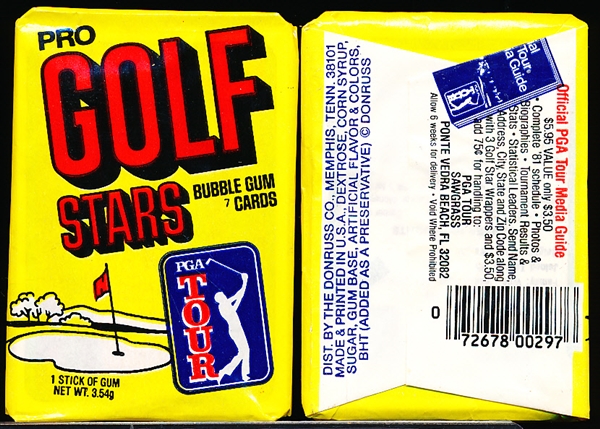 PRO
GOLF
STARS
BUBBLE GUM
7 CARDS
PGA
TOUR
1 STICK OF GUM
NET WT. 3.54g
DIST. BY THE DONRUSS CO., MEMPHIS, TENN. 38101
MADE & PRINTED IN U.S.A., DEXTROSE, CORN SYRUP,
SUGAR, GUM BASE, ARTIFICIAL FLAVOR & COLORS,
BHT (ADDED AS A PRESERVATIVE) © DONRUSS
Tour
a Guide
Official PGA Tour Media Guide
$5.95 VALUE only $3.50
• Complete '81 schedule • Photos &
Biographies • Tournament Results &
Stats • Statistical Leaders. Send Name,
Address, City, State and Zip Code along
with 3 Golf Star Wrappers and $3.50,
add 75¢ for handling to:
PGA TOUR
SAWGRASS
PONTE VEDRA BEACH, FL 32082
Allow 6 weeks for delivery • Void Where Prohibited
0 72678 00297